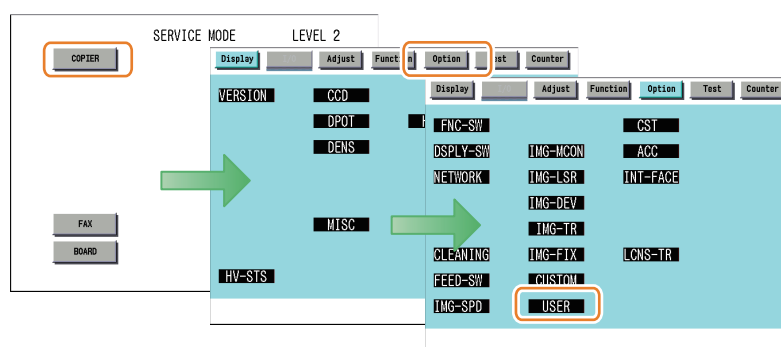 SERVICE MODE LEVEL 2
COPIER
FAX
BOARD
Display Adjust Function Option Counter
VERSION CCD
DPOT
DENS
MISC
HV-STS
Display Adjust Function Option Test Counter
FNC-SW CST
DSPLY-SW IMG-MCON ACC
NETWORK IMG-LSR INT-FACE
IMG-DEV
IMG-TR
CLEANING IMG-FIX LCNS-TR
FEED-SW CUSTOM
IMG-SPD USER